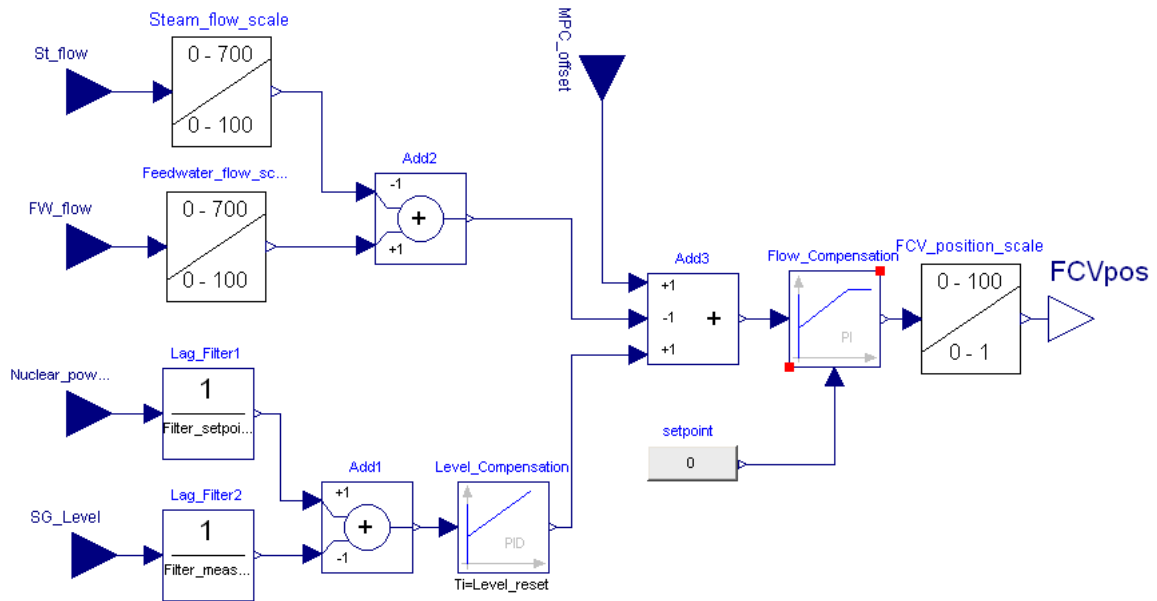 Steam_flow_scale
St_flow
0 - 700
0 - 100
MPC_offset
Feedwater_flow_sc...
FW_flow
0 - 700
0 - 100
Add2
-1
+
+1
Add3
+1
-1
+
+1
Flow_Compensation
PI
FCV_position_scale
0 - 100
0 - 1
FCVpos
setpoint
0
Lag_Filter1
Nuclear_pow...
1
Filter_setpoi...
Add1
+1
+
-1
Level_Compensation
PID
Ti=Level_reset
Lag_Filter2
SG_Level
1
Filter_meas...